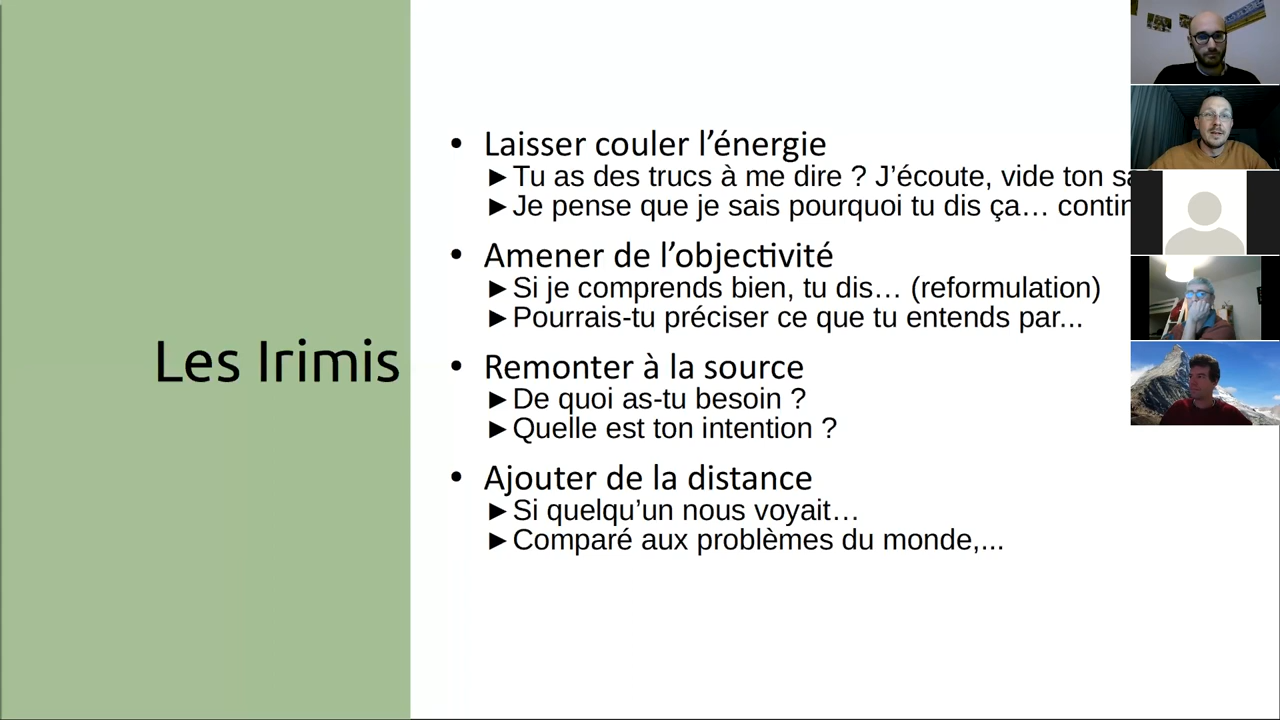 Les Irimis
• Laisser couler l’énergie
►Tu as des trucs à me dire ? J’écoute, vide ton
►Je pense que je sais pourquoi tu dis ça…
• Amener de l’objectivité
►Si je comprends bien, tu dis… (reformulation)
►Pourrais-tu préciser ce que tu entends par...
• Remonter à la source
►De quoi as-tu besoin ?
►Quelle est ton intention ?
• Ajouter de la distance
►Si quelqu’un nous voyait…
►Comparé aux problèmes du monde,...